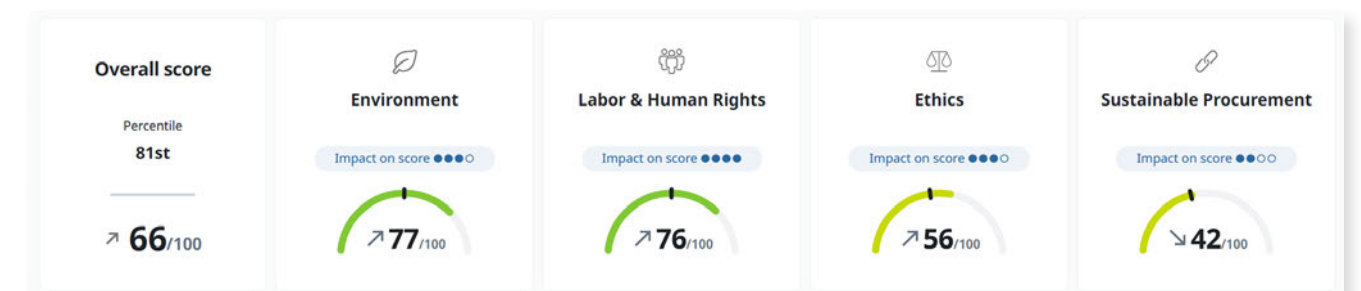 Overall score
Percentile
81st
66/100
Environment
Impact on score
77/100
Labor & Human Rights
Impact on score
76/100
Ethics
Impact on score
56/100
Sustainable Procurement
Impact on score
42/100